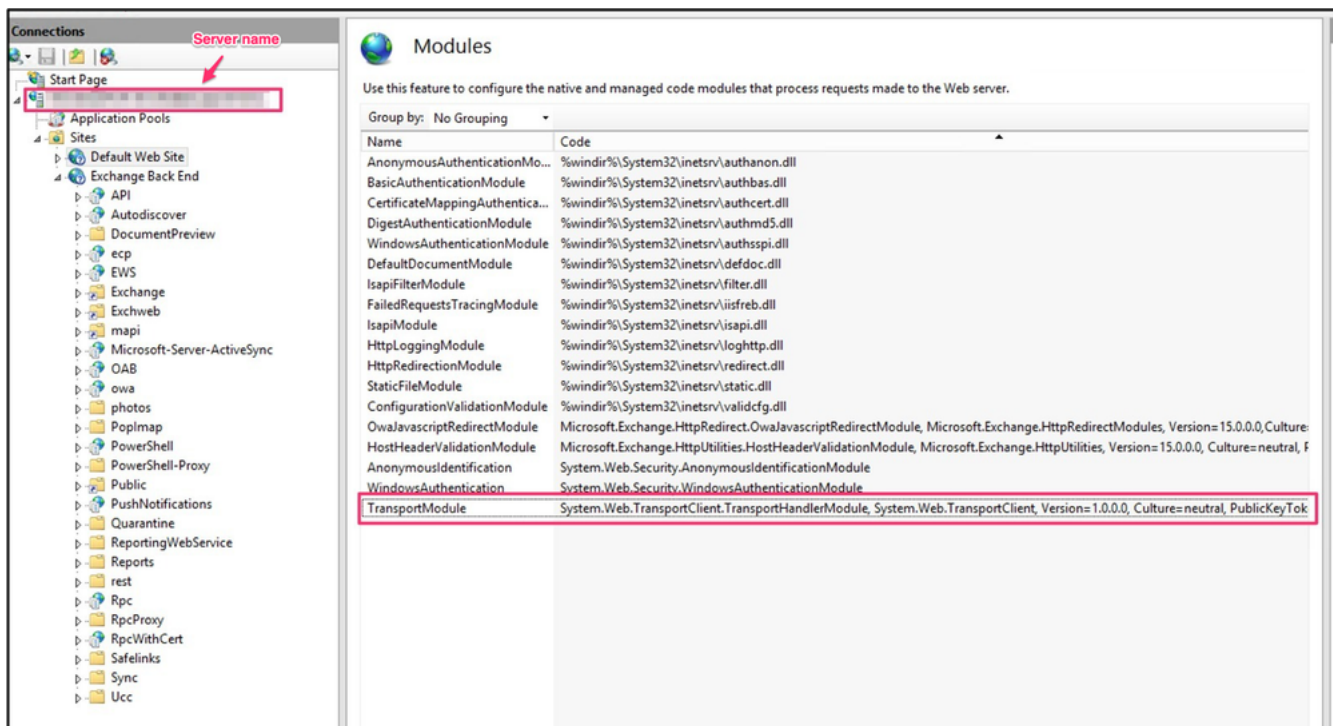 Connections
Server name
Start Page
Application Pools
Sites
Default Web Site
Exchange Back End
API
Autodiscover
DocumentPreview
ecp
EWS
Exchange
Exchweb
mapi
Microsoft-Server-ActiveSync
OAB
owa
photos
PopImap
PowerShell
PowerShell-Proxy
Public
PushNotifications
Quarantine
ReportingWebService
Reports
rest
Rpc
RpcProxy
RpcWithCert
Safelinks
Sync
Ucc
Modules
Use this feature to configure the native and managed code modules that process requests made to the Web server.
Group by: No Grouping
Name Code
AnonymousAuthenticationMo... %windir%\System32\inetsrv\authanon.dll
BasicAuthenticationModule %windir%\System32\inetsrv\authbas.dll
CertificateMappingAuthentica... %windir%\System32\inetsrv\authcert.dll
DigestAuthenticationModule %windir%\System32\inetsrv\authmd5.dll
WindowsAuthenticationModule %windir%\System32\inetsrv\authsspi.dll
DefaultDocumentModule %windir%\System32\inetsrv\defdoc.dll
IsapiFilterModule %windir%\System32\inetsrv\filter.dll
FailedRequestsTracingModule %windir%\System32\inetsrv\iisfreb.dll
IsapiModule %windir%\System32\inetsrv\isapi.dll
HttpLoggingModule %windir%\System32\inetsrv\loghttp.dll
HttpRedirectionModule %windir%\System32\inetsrv\redirect.dll
StaticFileModule %windir%\System32\inetsrv\static.dll
ConfigurationValidationModule %windir%\System32\inetsrv\validcfg.dll
OwaJavascriptRedirectModule Microsoft.Exchange.HttpRedirect.OwaJavascriptRedirectModule, Microsoft.Exchange.HttpRedirectModules, Version=15.0.0.0,Culture
HostHeaderValidationModule Microsoft.Exchange.HttpUtilities.HostHeaderValidationModule, Microsoft.Exchange.HttpUtilities, Version=15.0.0.0, Culture=neutral, P
AnonymousIdentification System.Web.Security.AnonymousIdentificationModule
WindowsAuthentication System.Web.Security.WindowsAuthenticationModule
TransportModule System.Web.TransportClient.TransportHandlerModule, System.Web.TransportClient, Version=1.0.0.0, Culture=neutral, PublicKeyTok